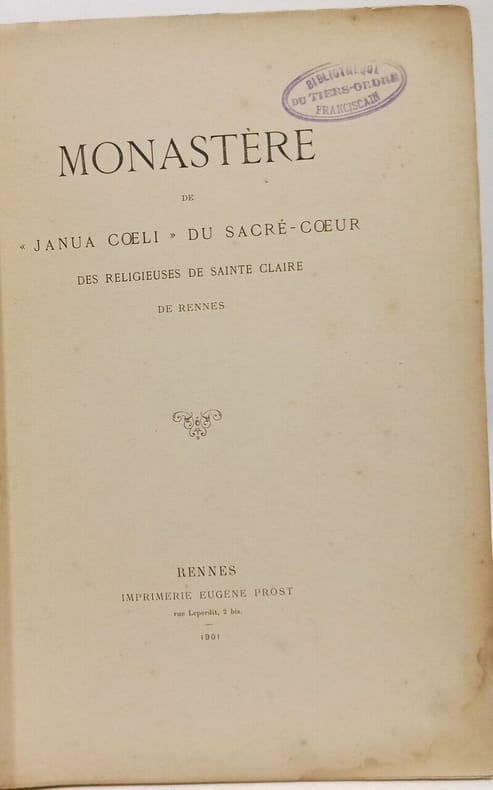 BIBLIOTHÈQUE
DU TIERS-ORDRE
FRANCISCAIN
MONASTÈRE
DE
« JANUA CŒLI » DU SACRÉ-CŒUR
DES RELIGIEUSES DE SAINTE CLAIRE
DE RENNES
RENNES
IMPRIMERIE EUGÈNE PROST
rue Leperdit, 2 bis.
1901